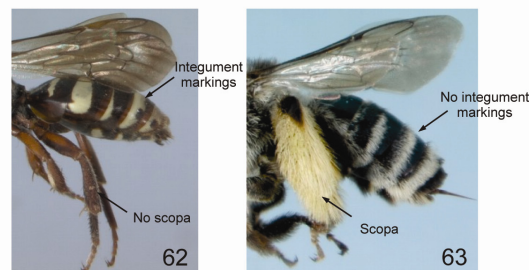 Integument
markings
No scopa
62
No integument
markings
Scopa
63